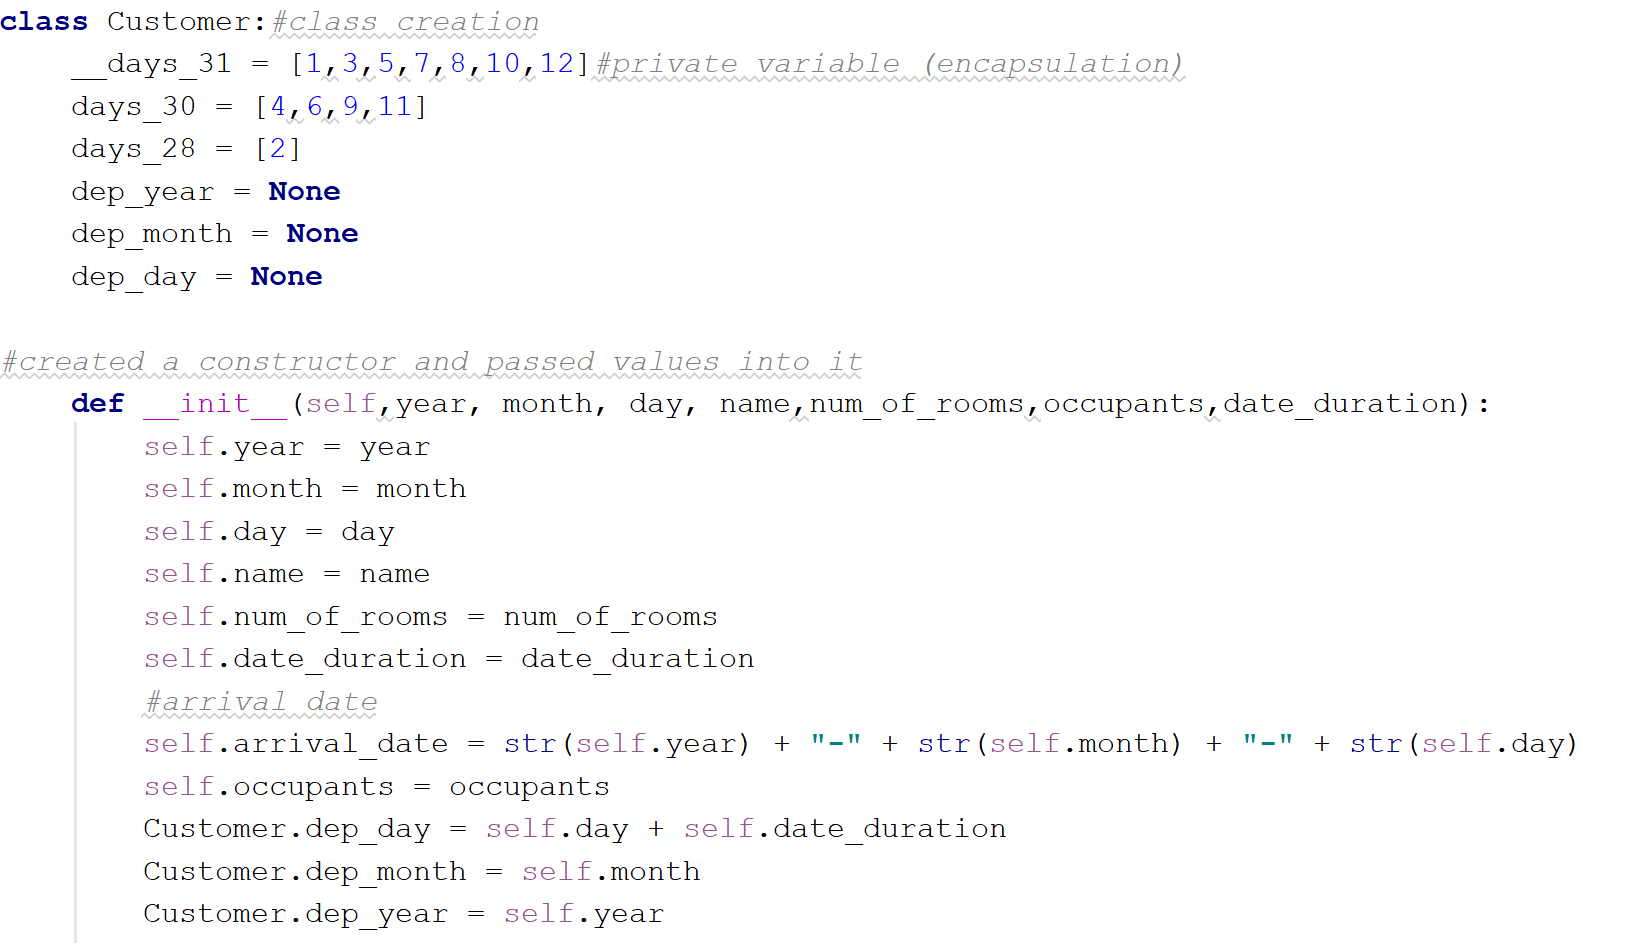 class Customer:#class creation
    __days_31 = [1,3,5,7,8,10,12]#private variable (encapsulation)
    days_30 = [4,6,9,11]
    days_28 = [2]
    dep_year = None
    dep_month = None
    dep_day = None

#created a constructor and passed values into it
    def __init__(self,year, month, day, name,num_of_rooms,occupants,date_duration):
        self.year = year
        self.month = month
        self.day = day
        self.name = name
        self.num_of_rooms = num_of_rooms
        self.date_duration = date_duration
        #arrival date
        self.arrival_date = str(self.year) + "-" + str(self.month) + "-" + str(self.day)
        self.occupants = occupants
        Customer.dep_day = self.day + self.date_duration
        Customer.dep_month = self.month
        Customer.dep_year = self.year